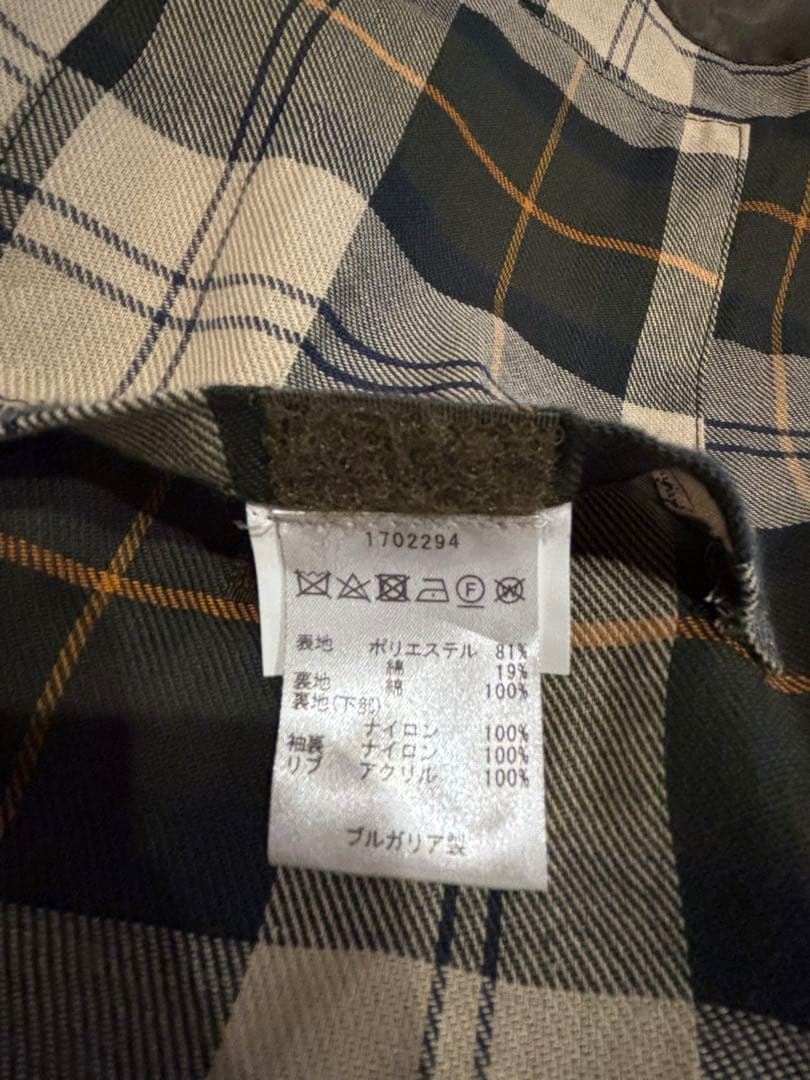 1702294
F W
表地 ポリエステル 81%
綿 19%
裏地 綿 100%
裏地(下部)
ナイロン 100%
袖裏 ナイロン 100%
リブ アクリル 100%
ブルガリア製